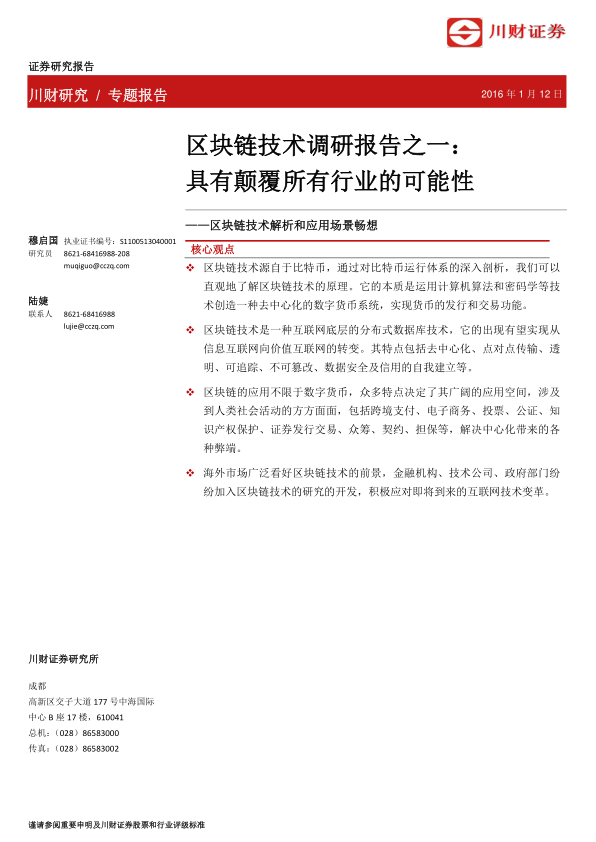 川财证券
证券研究报告
川财研究 / 专题报告
2016 年 1 月 12 日
区块链技术调研报告之一：
具有颠覆所有行业的可能性
——区块链技术解析和应用场景畅想
穆启国 执业证书编号：S1100513040001
研究员 8621-68416988-208
muqiguo@cczq.com
陆婕
联系人 8621-68416988
lujie@cczq.com
核心观点
❖ 区块链技术源自于比特币，通过对比特币运行体系的深入剖析，我们可以
直观地了解区块链技术的原理。它的本质是运用计算机算法和密码学等技
术创造一种去中心化的数字货币系统，实现货币的发行和交易功能。
❖ 区块链技术是一种互联网底层的分布式数据库技术，它的出现有望实现从
信息互联网向价值互联网的转变。其特点包括去中心化、点对点传输、透
明、可追踪、不可篡改、数据安全及信用的自我建立等。
❖ 区块链的应用不限于数字货币，众多特点决定了其广阔的应用空间，涉及
到人类社会活动的方方面面，包括跨境支付、电子商务、投票、公证、知
识产权保护、证券发行交易、众筹、契约、担保等，解决中心化带来的各
种弊端。
❖ 海外市场广泛看好区块链技术的前景，金融机构、技术公司、政府部门纷
纷加入区块链技术的研究的开发，积极应对即将到来的互联网技术变革。
川财证券研究所
成都
高新区交子大道 177 号中海国际
中心 B 座 17 楼，610041
总机：（028）86583000
传真：（028）86583002
谨请参阅重要申明及川财证券股票和行业评级标准